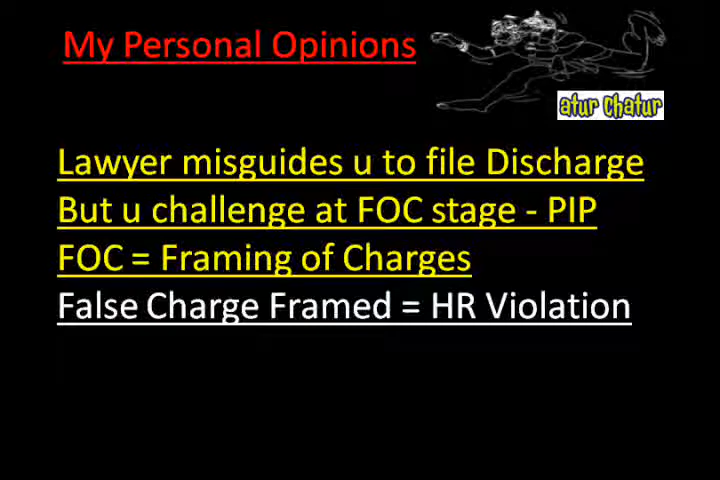 My Personal Opinions
atur chatur
Lawyer misguides u to file Discharge
But u challenge at FOC stage - PIP
FOC = Framing of Charges
False Charge Framed = HR Violation